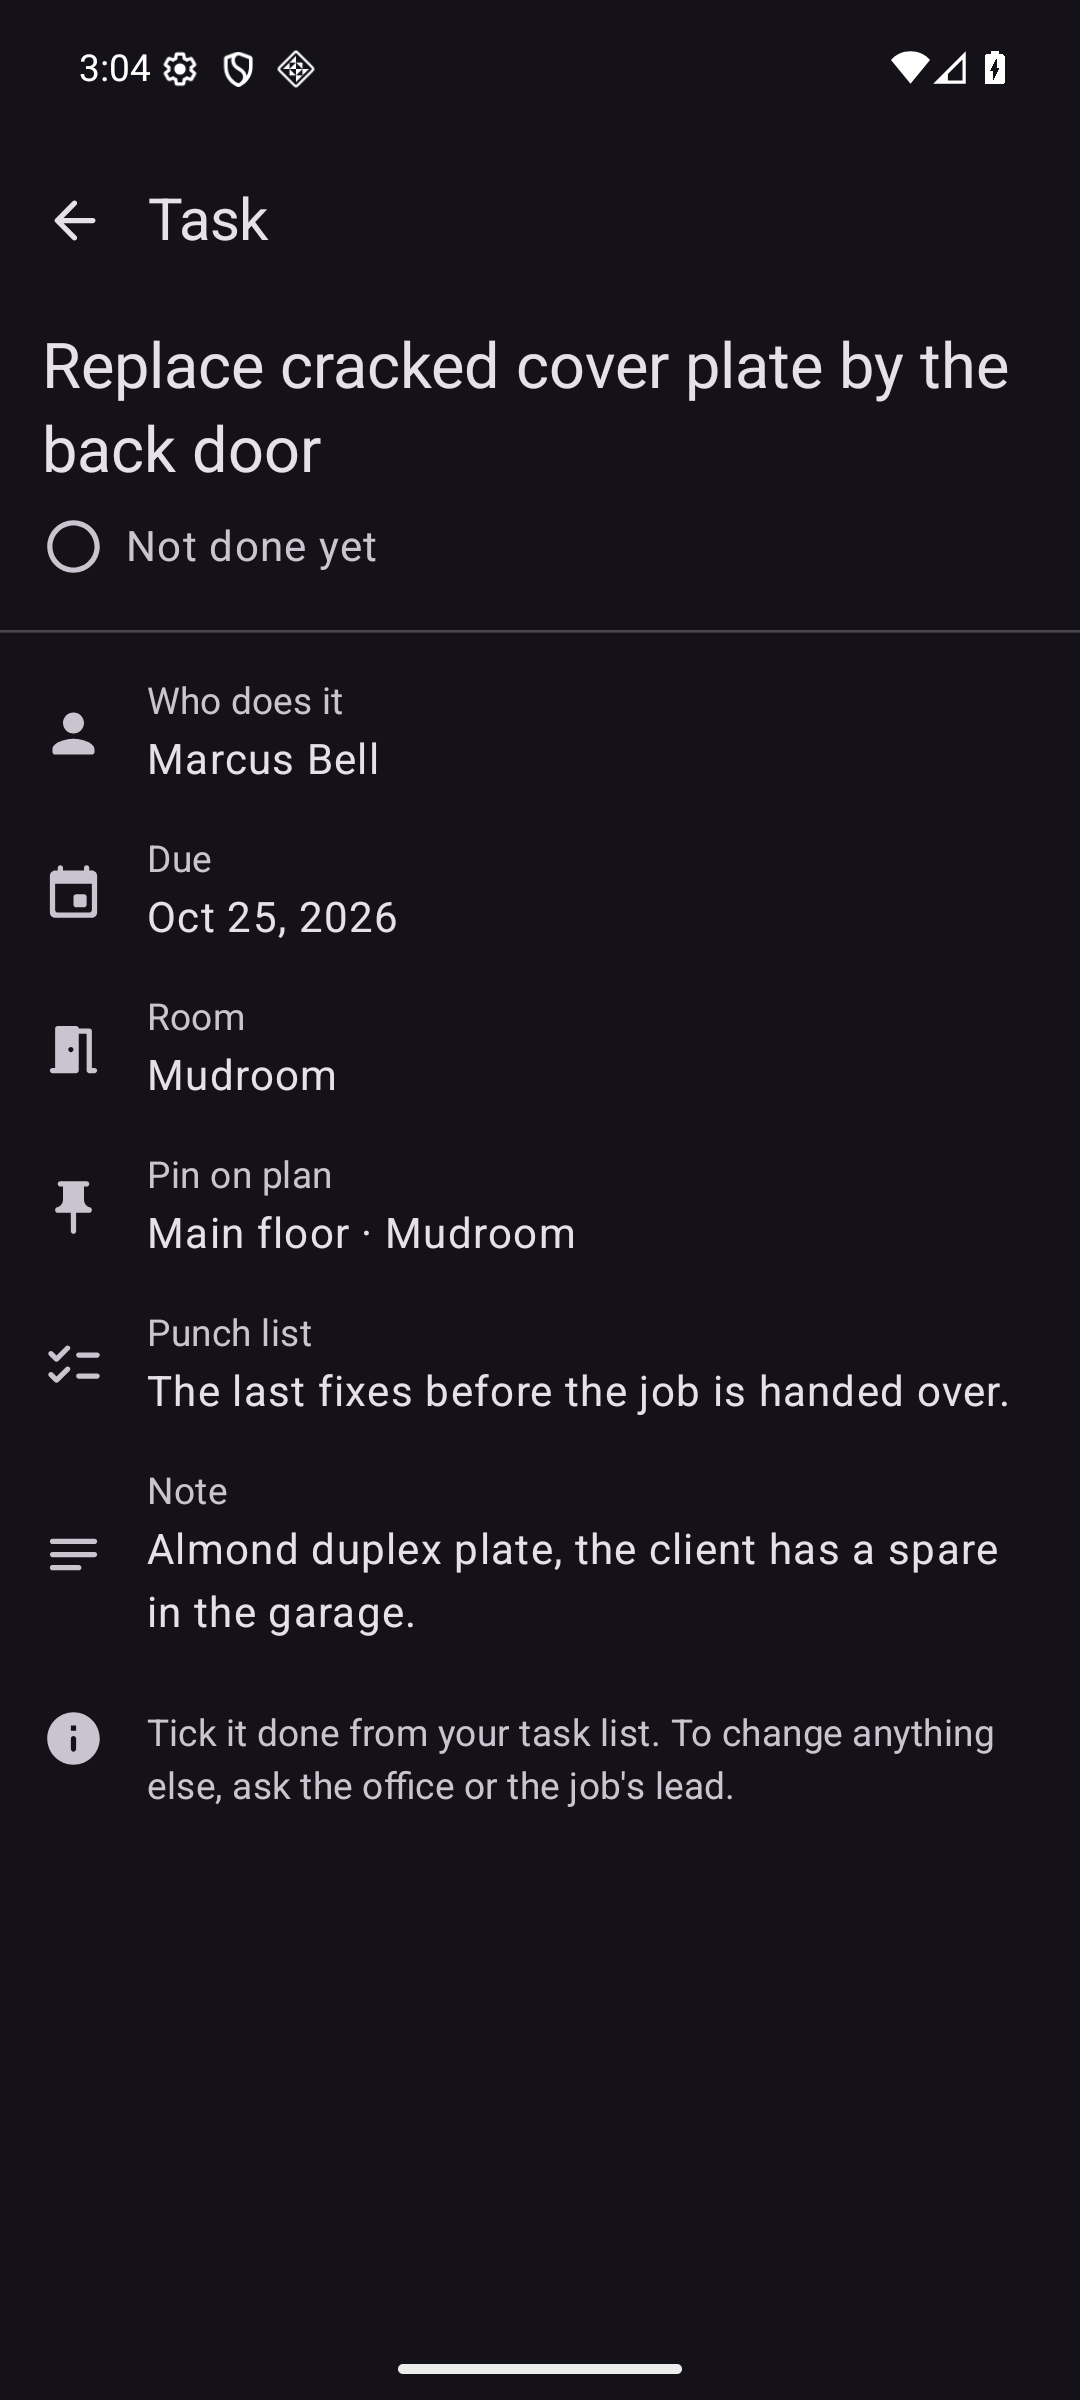 3:04
Task
Replace cracked cover plate by the
back door
Not done yet
Who does it
Marcus Bell
Due
Oct 25, 2026
Room
Mudroom
Pin on plan
Main floor · Mudroom
Punch list
The last fixes before the job is handed over.
Note
Almond duplex plate, the client has a spare
in the garage.
Tick it done from your task list. To change anything
else, ask the office or the job's lead.